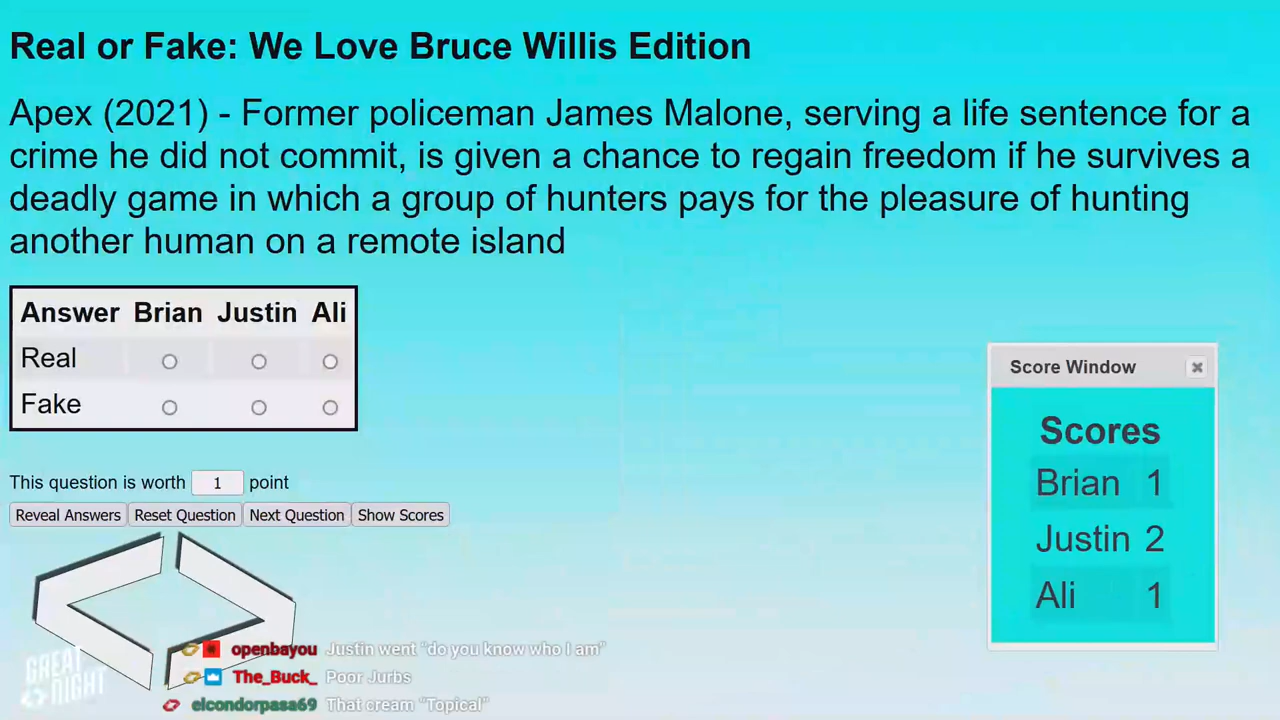 Real or Fake: We Love Bruce Willis Edition
Apex (2021) - Former policeman James Malone, serving a life sentence for a
crime he did not commit, is given a chance to regain freedom if he survives a
deadly game in which a group of hunters pays for the pleasure of hunting
another human on a remote island
Answer Brian Justin Ali
Real
Fake
Score Window
Scores
Brian 1
Justin 2
Ali 1
This question is worth 1 point
Reveal Answers Reset Question Next Question Show Scores
GREAT
NIGHT
openbayou Justin went "do you know who I am"
The_Buck_ Poor Jurbs
elcondorpasa69 That cream "Topical"